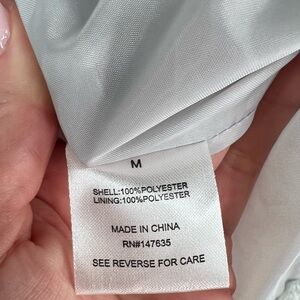 M
SHELL:100%POLYESTER
LINING:100%POLYESTER
MADE IN CHINA
RN#147635
SEE REVERSE FOR CARE